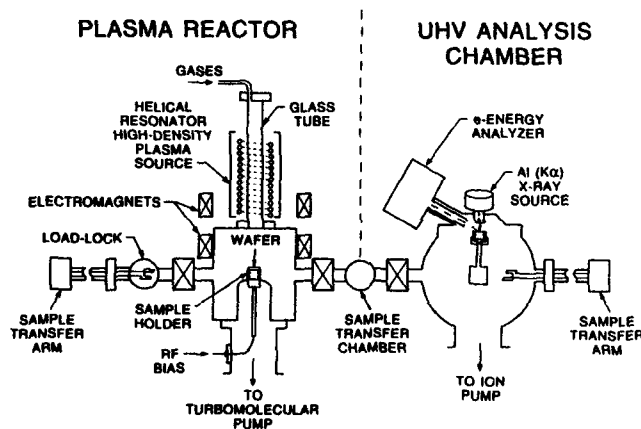 PLASMA REACTOR
UHV ANALYSIS
CHAMBER
GASES
HELICAL
RESONATOR
HIGH-DENSITY
PLASMA
SOURCE
GLASS
TUBE
e-ENERGY
ANALYZER
Al (Kα)
X-RAY
SOURCE
ELECTROMAGNETS
LOAD-LOCK
WAFER
SAMPLE
TRANSFER
ARM
SAMPLE
HOLDER
RF
BIAS
SAMPLE
TRANSFER
CHAMBER
SAMPLE
TRANSFER
ARM
TO
TURBOMOLECULAR
PUMP
TO ION
PUMP